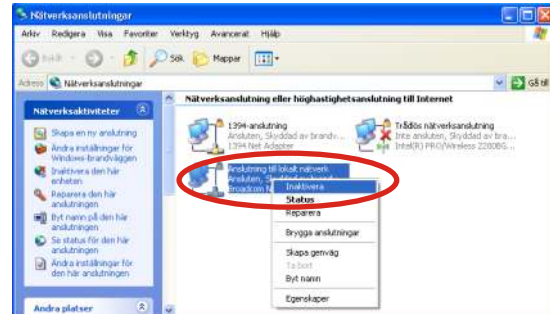 Nätverksanslutningar
Arkiv Redigera Visa Favoriter Verktyg Avancerat Hjälp
Bakåt Sök Mappar
Adress Nätverksanslutningar Gå till
Nätverksaktiviteter
Skapa en ny anslutning
Ändra inställningar för
Windows-brandväggen
Inaktivera den här
enheten
Reparera den här
anslutningen
Byt namn på den här
anslutningen
Se status för den här
anslutningen
Ändra inställningar för
den här anslutningen
Andra platser
Nätverksanslutning eller höghastighetsanslutning till Internet
1394-anslutning
Ansluten, Skyddad av brandv...
1394 Net Adapter
Trådlös nätverksanslutning
Inte ansluten, Skyddad av bra...
Intel(R) PRO/Wireless 2200BG...
Anslutning till lokalt nätverk
Ansluten,
Broadcom
Inaktivera
Status
Reparera
Brygga anslutningar
Skapa genväg
Ta bort
Byt namn
Egenskaper